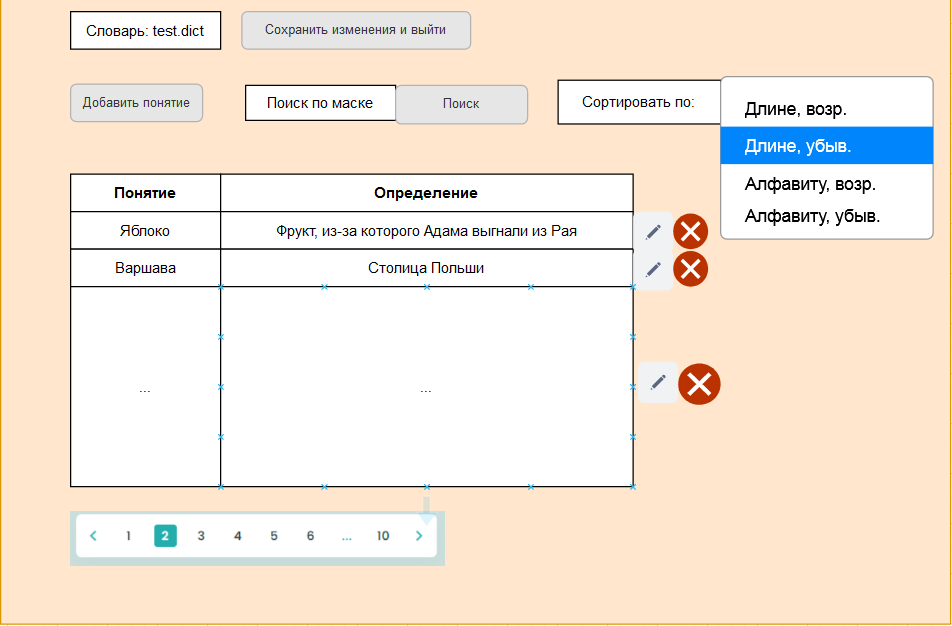 Словарь: test.dict
Сохранить изменения и выйти
Добавить понятие
Поиск по маске
Поиск
Сортировать по:
Длине, возр.
Длине, убыв.
Алфавиту, возр.
Алфавиту, убыв.
Понятие
Определение
Яблоко
Фрукт, из-за которого Адама выгнали из Рая
Варшава
Столица Польши
...
...
< 1 2 3 4 5 6 ... 10 >